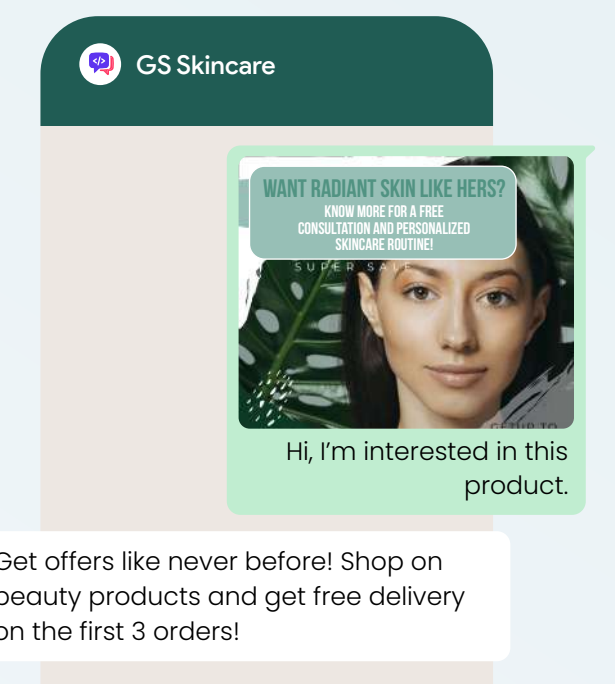 GS Skincare
WANT RADIANT SKIN LIKE HERS?
KNOW MORE FOR A FREE
CONSULTATION AND PERSONALIZED
SKINCARE ROUTINE!
SUPER SALE
GETUP TO
Hi, I’m interested in this
product.
Get offers like never before! Shop on
beauty products and get free delivery
on the first 3 orders!